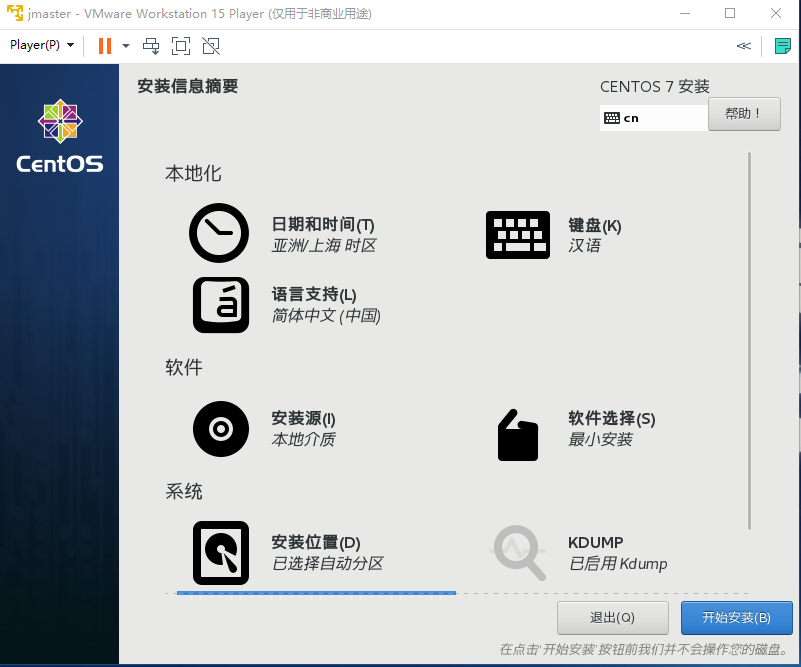 jmaster - VMware Workstation 15 Player (仅用于非商业用途)
Player(P)
CentOS
安装信息摘要
CENTOS 7 安装
cn
帮助！
本地化
日期和时间(T)
亚洲/上海 时区
键盘(K)
汉语
语言支持(L)
简体中文 (中国)
软件
安装源(I)
本地介质
软件选择(S)
最小安装
系统
安装位置(D)
已选择自动分区
KDUMP
已启用 Kdump
退出(Q)
开始安装(B)
在点击'开始安装'按钮前我们并不会操作您的磁盘。